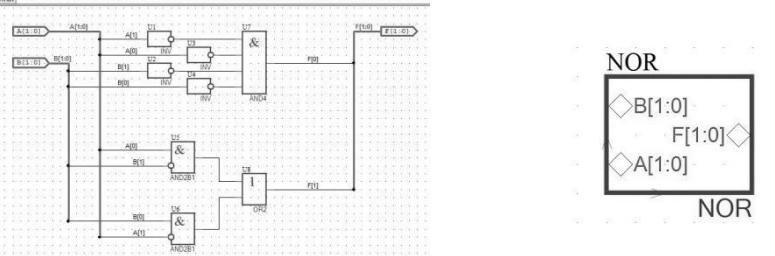 A[1:0]
A[1:0]
B[1:0]
B[1:0]
A[1]
U1
INV
A[0]
U3
INV
B[1]
U2
INV
B[0]
U4
INV
U7
&
AND4
F[0]
F[1:0]
F[1:0]
A[0]
B[1]
U5
&
AND2B1
B[0]
A[1]
U6
&
AND2B1
U8
1
OR2
F[1]
NOR
B[1:0]
F[1:0]
A[1:0]
NOR